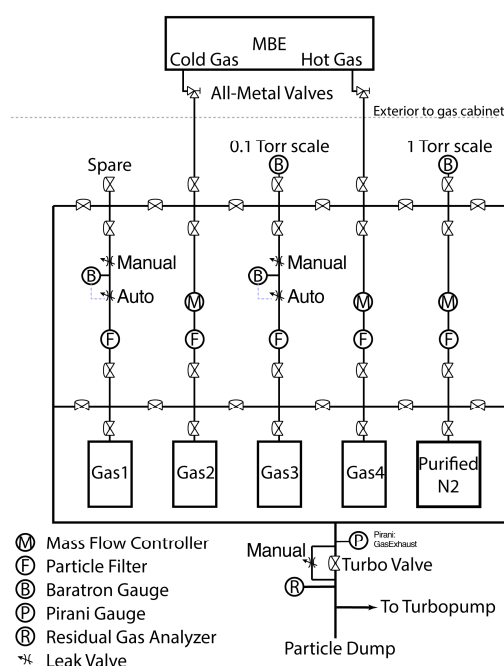 MBE
Cold Gas Hot Gas
All-Metal Valves
Exterior to gas cabinet
0.1 Torr scale 1 Torr scale
Spare B B
Manual Manual
B B
Auto Auto
M M M
F F F F F
Gas1 Gas2 Gas3 Gas4 Purified
N2
M Mass Flow Controller
F Particle Filter
B Baratron Gauge
P Pirani Gauge
R Residual Gas Analyzer
Leak Valve
P Pirani:
GasExhaust
Manual
Turbo Valve
R
To Turbopump
Particle Dump